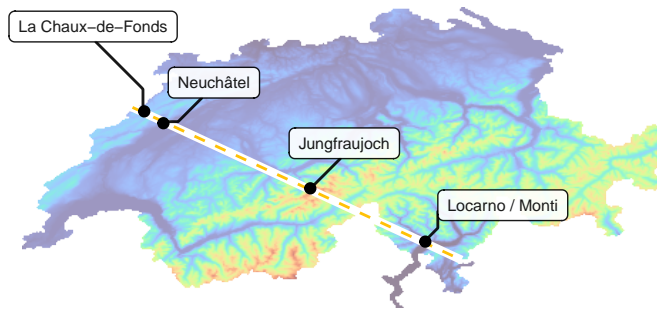 La Chaux–de–Fonds
Neuchâtel
Jungfraujoch
Locarno / Monti